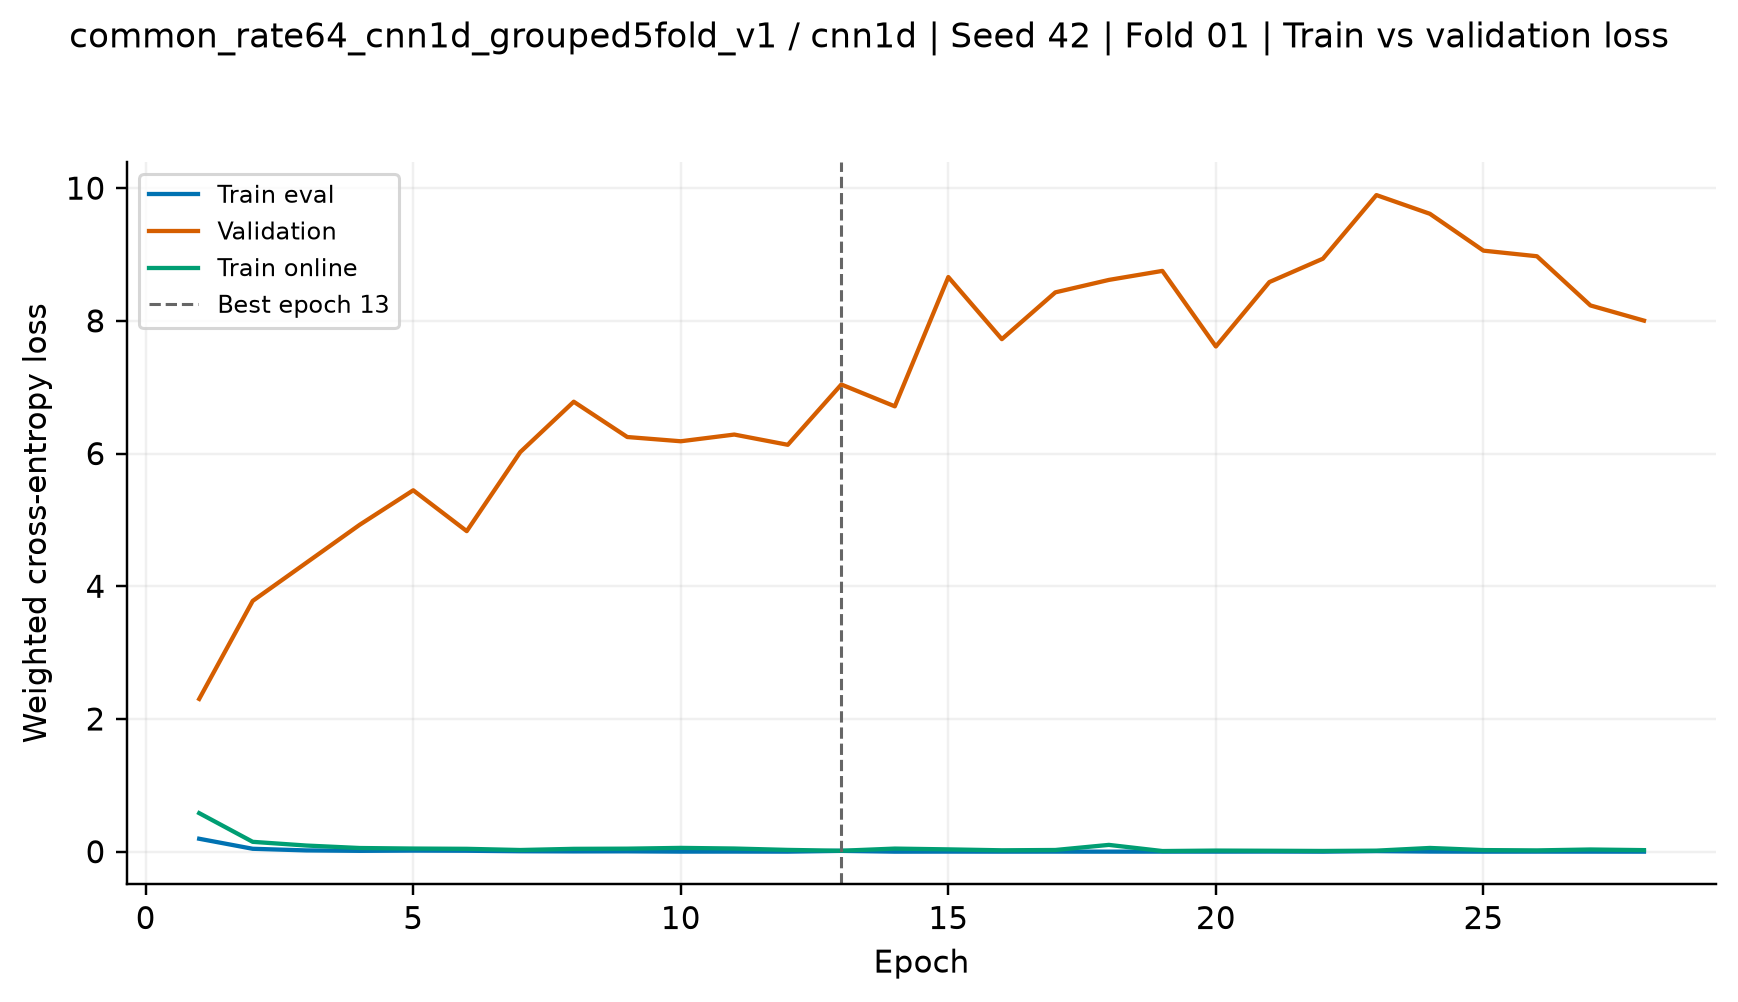 common_rate64_cnn1d_grouped5fold_v1 / cnn1d | Seed 42 | Fold 01 | Train vs validation loss
Train eval
Validation
Train online
Best epoch 13
Weighted cross-entropy loss
10
8
6
4
2
0
0 5 10 15 20 25
Epoch